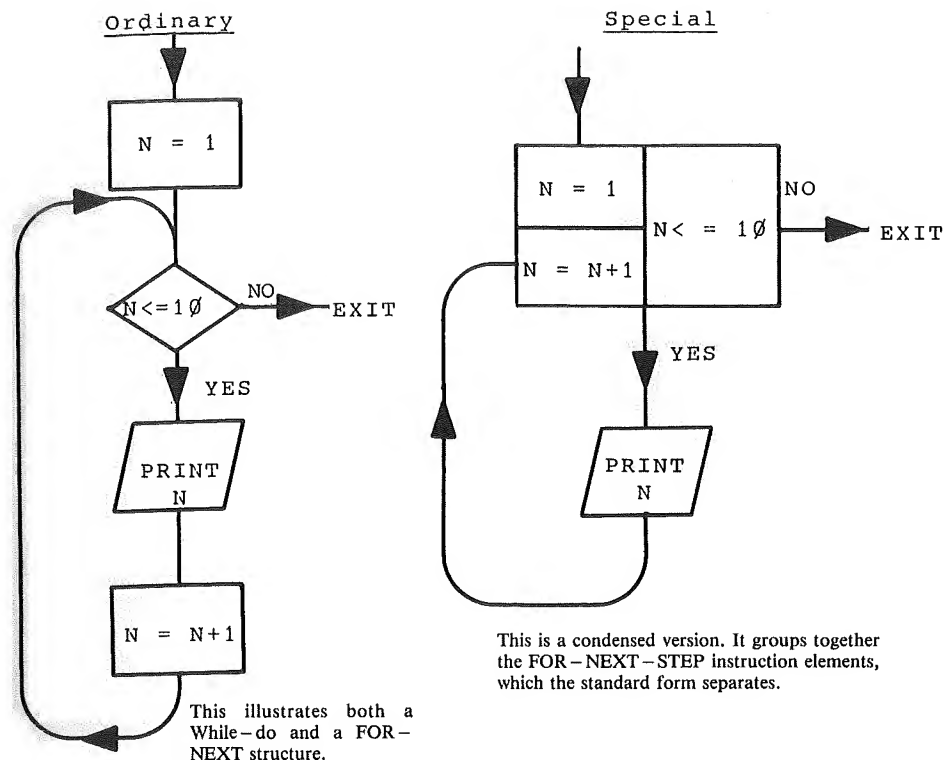 Ordinary
N = 1
N<=1Ø
NO
EXIT
YES
PRINT
N
N = N+1
This illustrates both a
While–do and a FOR–
NEXT structure.
Special
N = 1
N< = 1Ø
NO
EXIT
N = N+1
YES
PRINT
N
This is a condensed version. It groups together
the FOR–NEXT–STEP instruction elements,
which the standard form separates.